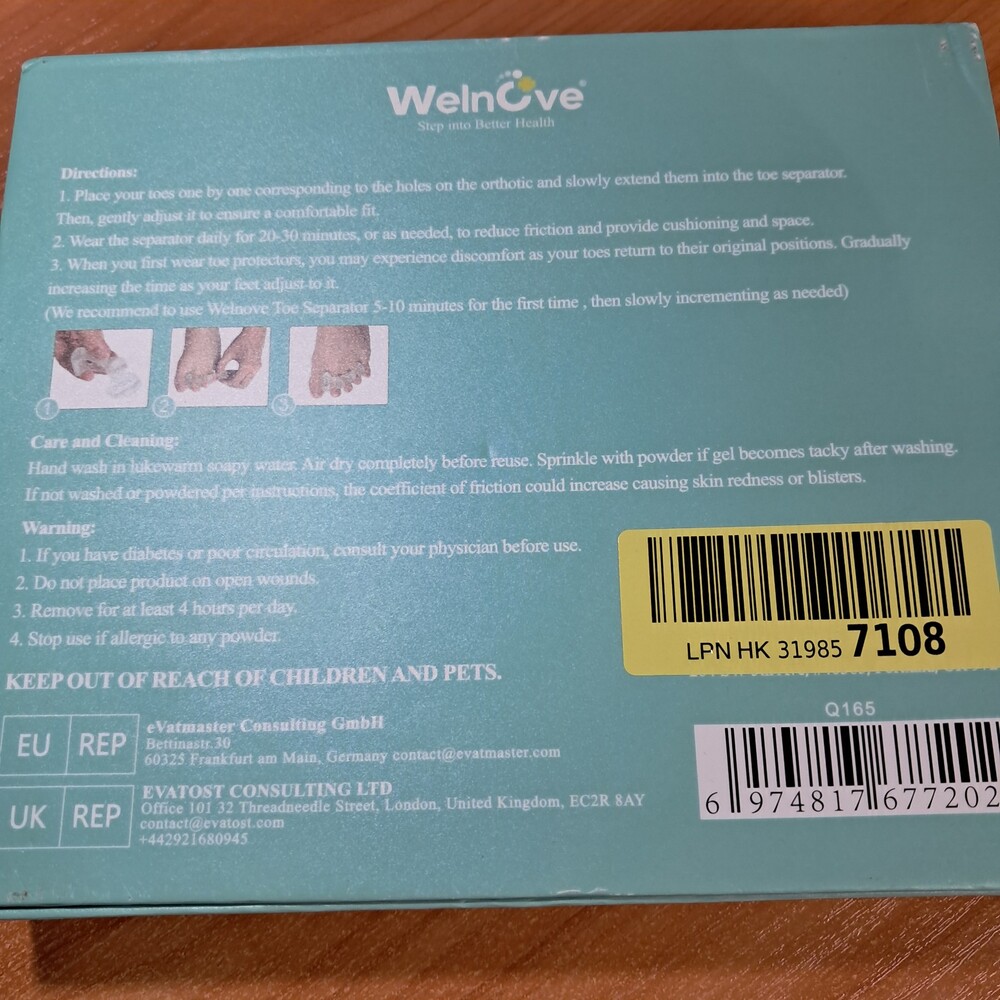 Welnove®
Step into Better Health
Directions:
1. Place your toes one by one corresponding to the holes on the orthotic and slowly extend them into the toe separator.
Then, gently adjust it to ensure a comfortable fit.
2. Wear the separator daily for 20-30 minutes, or as needed, to reduce friction and provide cushioning and space.
3. When you first wear toe protectors, you may experience discomfort as your toes return to their original positions. Gradually
increasing the time as your feet adjust to it.
(We recommend to use Welnove Toe Separator 5-10 minutes for the first time , then slowly incrementing as needed)
1 2 3
Care and Cleaning:
Hand wash in lukewarm soapy water. Air dry completely before reuse. Sprinkle with powder if gel becomes tacky after washing.
If not washed or powdered per instructions, the coefficient of friction could increase causing skin redness or blisters.
Warning:
1. If you have diabetes or poor circulation, consult your physician before use.
2. Do not place product on open wounds.
3. Remove for at least 4 hours per day.
4. Stop use if allergic to any powder.
KEEP OUT OF REACH OF CHILDREN AND PETS.
LPN HK 319857108
EU REP
eVatmaster Consulting GmbH
Bettinastr.30
60325 Frankfurt am Main, Germany contact@evatmaster.com
UK REP
EVATOST CONSULTING LTD
Office 101 32 Threadneedle Street, London, United Kingdom, EC2R 8AY
contact@evatost.com
+442921680945
Q165
6 974817 677202